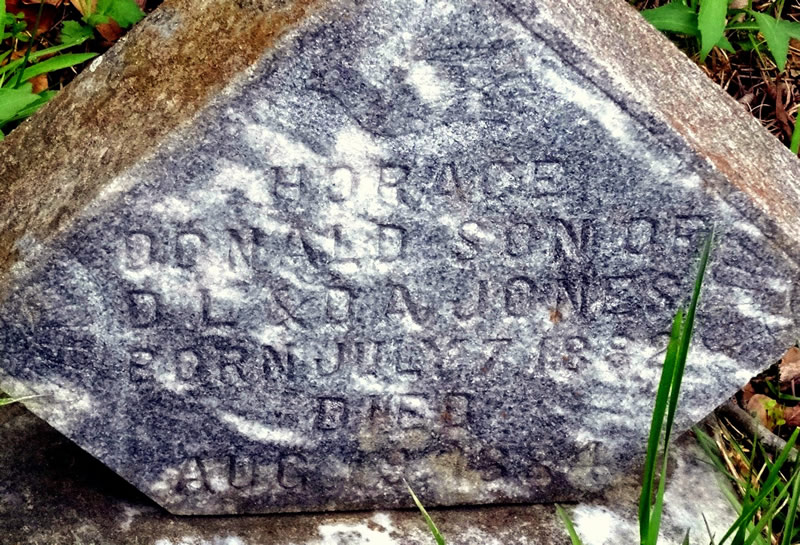 HORACE
DONALD SON OF
D L & D A JONES
BORN JULY 7
DIED
AUG